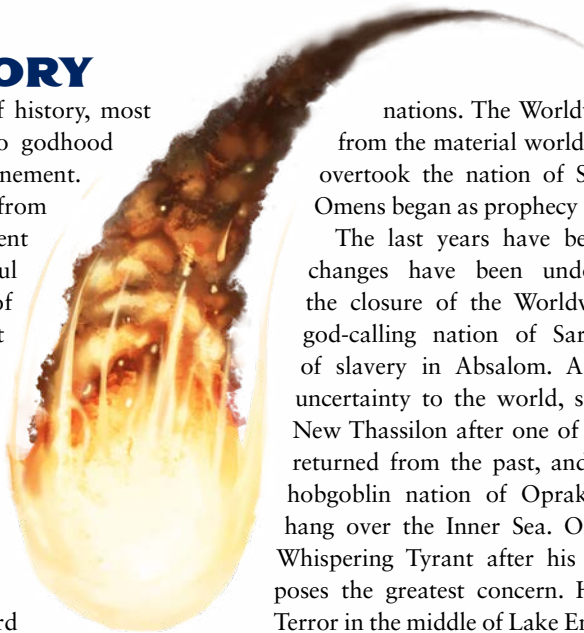 ORY
f history, most
o godhood
nement.
from
ent
ul
of
t
rd
nations. The World
from the material world
overtook the nation of S
Omens began as prophecy
The last years have be
changes have been und
the closure of the Worldw
god-calling nation of Sar
of slavery in Absalom. A
uncertainty to the world, s
New Thassilon after one of
returned from the past, and
hobgoblin nation of Oprak
hang over the Inner Sea. O
Whispering Tyrant after his
poses the greatest concern. H
Terror in the middle of Lake En